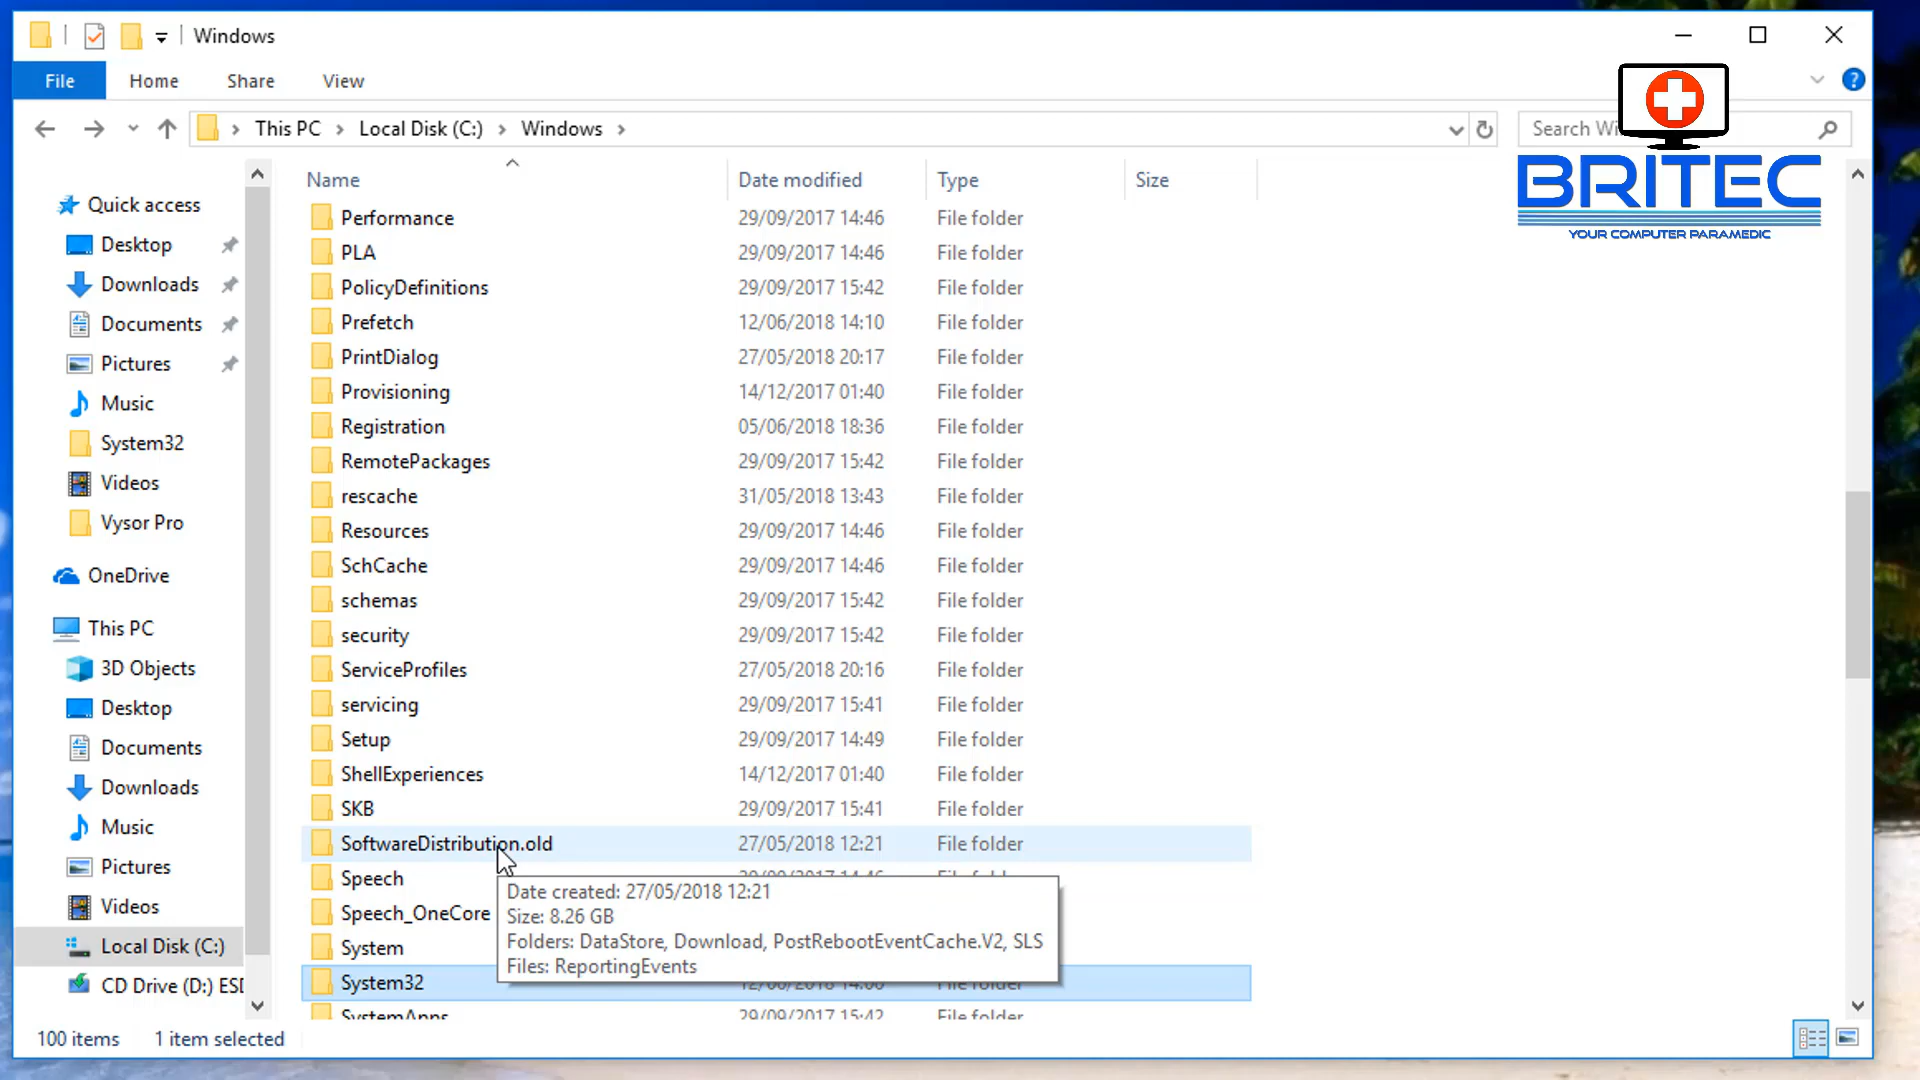 Windows
File Home Share View
This PC Local Disk (C:) Windows
Search Wi
BRITEC
YOUR COMPUTER PARAMEDIC
Quick access
Desktop
Downloads
Documents
Pictures
Music
System32
Videos
Vysor Pro
OneDrive
This PC
3D Objects
Desktop
Documents
Downloads
Music
Pictures
Videos
Local Disk (C:)
CD Drive (D:) ESD
Name Date modified Type Size
Performance 29/09/2017 14:46 File folder
PLA 29/09/2017 14:46 File folder
PolicyDefinitions 29/09/2017 15:42 File folder
Prefetch 12/06/2018 14:10 File folder
PrintDialog 27/05/2018 20:17 File folder
Provisioning 14/12/2017 01:40 File folder
Registration 05/06/2018 18:36 File folder
RemotePackages 29/09/2017 15:42 File folder
rescache 31/05/2018 13:43 File folder
Resources 29/09/2017 14:46 File folder
SchCache 29/09/2017 14:46 File folder
schemas 29/09/2017 15:42 File folder
security 29/09/2017 15:42 File folder
ServiceProfiles 27/05/2018 20:16 File folder
servicing 29/09/2017 15:41 File folder
Setup 29/09/2017 14:49 File folder
ShellExperiences 14/12/2017 01:40 File folder
SKB 29/09/2017 15:41 File folder
SoftwareDistribution.old 27/05/2018 12:21 File folder
Speech
Speech_OneCore
System
System32
SystemApps 29/09/2017 15:42 File folder
Date created: 27/05/2018 12:21
Size: 8.26 GB
Folders: DataStore, Download, PostRebootEventCache.V2, SLS
Files: ReportingEvents
100 items 1 item selected